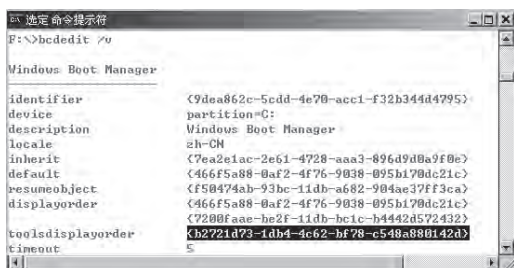 选定 命令提示符
F:\>bcdedit /v
Windows Boot Manager
--------------------
identifier {9dea862c-5cdd-4e70-acc1-f32b344d4795}
device partition=C:
description Windows Boot Manager
locale zh-CN
inherit {7ea2e1ac-2e61-4728-aaa3-896d9d0a9f0e}
default {466f5a88-0af2-4f76-9038-095b170dc21c}
resumeobject {f50474ab-93bc-11db-a682-904ae37ff3ca}
displayorder {466f5a88-0af2-4f76-9038-095b170dc21c}
{7200faae-be2f-11db-bc1c-b4442d572432}
toolsdisplayorder {b2721d73-1db4-4c62-bf78-c548a880142d}
timeout 5